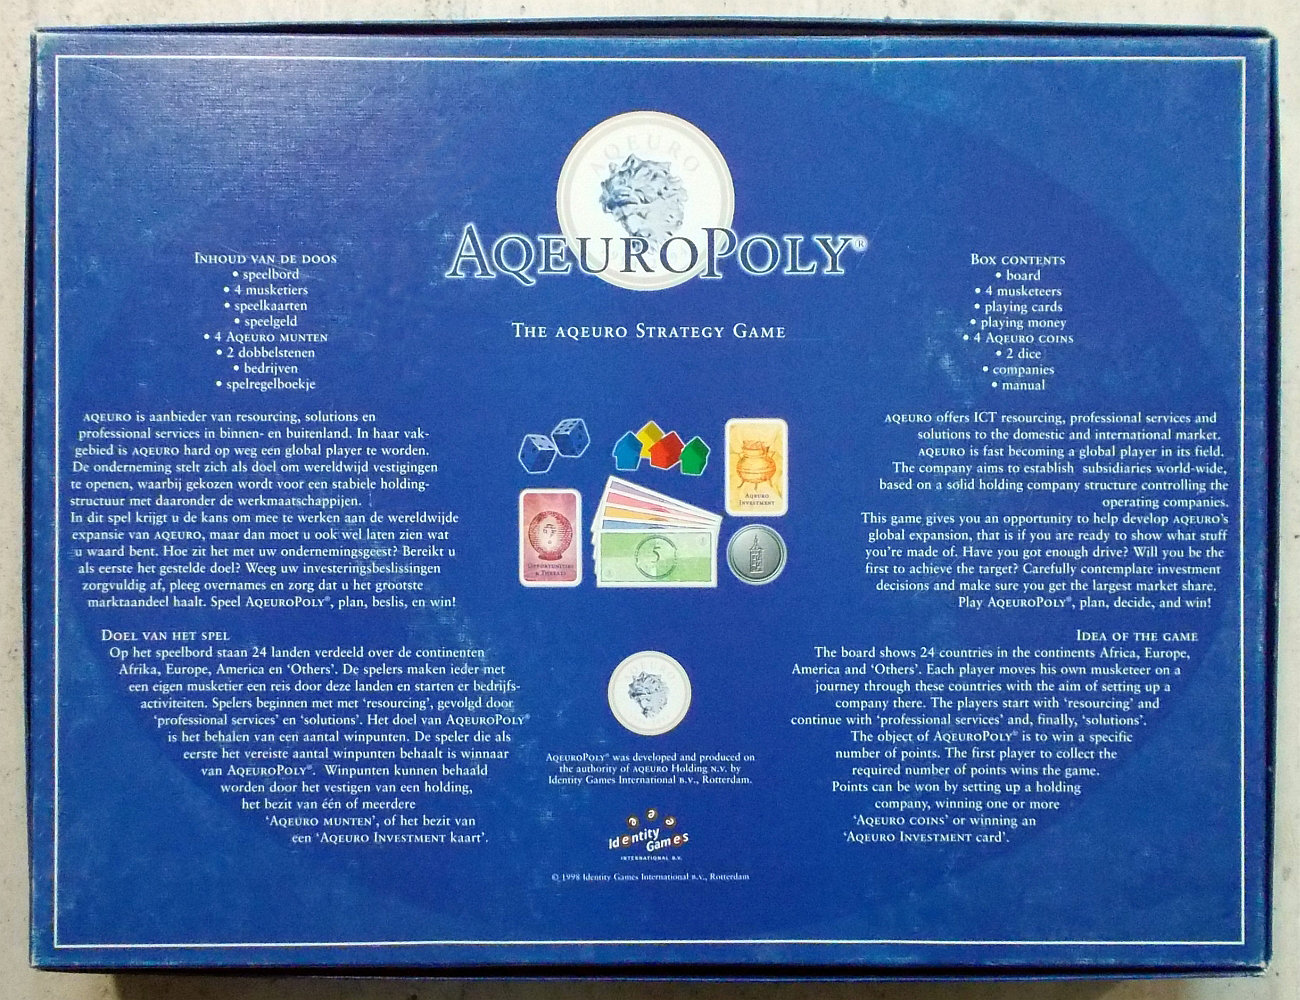 AQEURO
AQEUROPOLY®
THE AQEURO STRATEGY GAME
INHOUD VAN DE DOOS
• speelbord
• 4 musketiers
• speelkaarten
• speelgeld
• 4 AQEURO MUNTEN
• 2 dobbelstenen
• bedrijven
• spelregelboekje
AQEURO is aanbieder van resourcing, solutions en
professional services in binnen- en buitenland. In haar vak-
gebied is AQEURO hard op weg een global player te worden.
De onderneming stelt zich als doel om wereldwijd vestigingen
te openen, waarbij gekozen wordt voor een stabiele holding-
structuur met daaronder de werkmaatschappijen.
In dit spel krijgt u de kans om mee te werken aan de wereldwijde
expansie van AQEURO, maar dan moet u ook wel laten zien wat
u waard bent. Hoe zit het met uw ondernemingsgeest? Bereikt u
als eerste het gestelde doel? Weeg uw investeringsbeslissingen
zorgvuldig af, pleeg overnames en zorg dat u het grootste
marktaandeel haalt. Speel AQEUROPOLY®, plan, beslis, en win!
DOEL VAN HET SPEL
Op het speelbord staan 24 landen verdeeld over de continenten
Afrika, Europe, America en ‘Others’. De spelers maken ieder met
een eigen musketier een reis door deze landen en starten er bedrijfs-
activiteiten. Spelers beginnen met met ‘resourcing’, gevolgd door
‘professional services’ en ‘solutions’. Het doel van AQEUROPOLY®
is het behalen van een aantal winpunten. De speler die als
eerste het vereiste aantal winpunten behaalt is winnaar
van AQEUROPOLY®. Winpunten kunnen behaald
worden door het vestigen van een holding,
het bezit van één of meerdere
‘AQEURO MUNTEN’, of het bezit van
een ‘AQEURO INVESTMENT kaart’.
AQEURO
INVESTMENT
OPPORTUNITIES
& THREATS
5
AQEUROPOLY® was developed and produced on
the authority of AQEURO Holding N.V. by
Identity Games International B.V., Rotterdam.
Identity
Games
INTERNATIONAL B.V.
© 1998 Identity Games International B.V., Rotterdam
BOX CONTENTS
• board
• 4 musketeers
• playing cards
• playing money
• 4 AQEURO COINS
• 2 dice
• companies
• manual
AQEURO offers ICT resourcing, professional services and
solutions to the domestic and international market.
AQEURO is fast becoming a global player in its field.
The company aims to establish subsidiaries world-wide,
based on a solid holding company structure controlling the
operating companies.
This game gives you an opportunity to help develop AQEURO’s
global expansion, that is if you are ready to show what stuff
you’re made of. Have you got enough drive? Will you be the
first to achieve the target? Carefully contemplate investment
decisions and make sure you get the largest market share.
Play AQEUROPOLY®, plan, decide, and win!
IDEA OF THE GAME
The board shows 24 countries in the continents Africa, Europe,
America and ‘Others’. Each player moves his own musketeer on a
journey through these countries with the aim of setting up a
company there. The players start with ‘resourcing’ and
continue with ‘professional services’ and, finally, ‘solutions’.
The object of AQEUROPOLY® is to win a specific
number of points. The first player to collect the
required number of points wins the game.
Points can be won by setting up a holding
company, winning one or more
‘AQEURO COINS’ or winning an
‘AQEURO INVESTMENT card’.